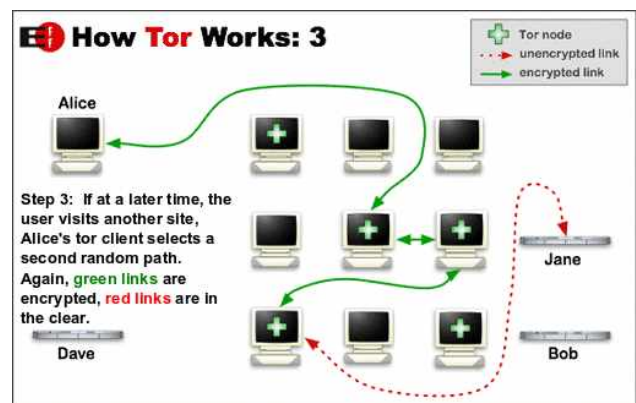 EFF How Tor Works: 3
Tor node
unencrypted link
encrypted link
Alice
Step 3: If at a later time, the
user visits another site,
Alice's tor client selects a
second random path.
Again, green links are
encrypted, red links are in
the clear.
Jane
Dave
Bob